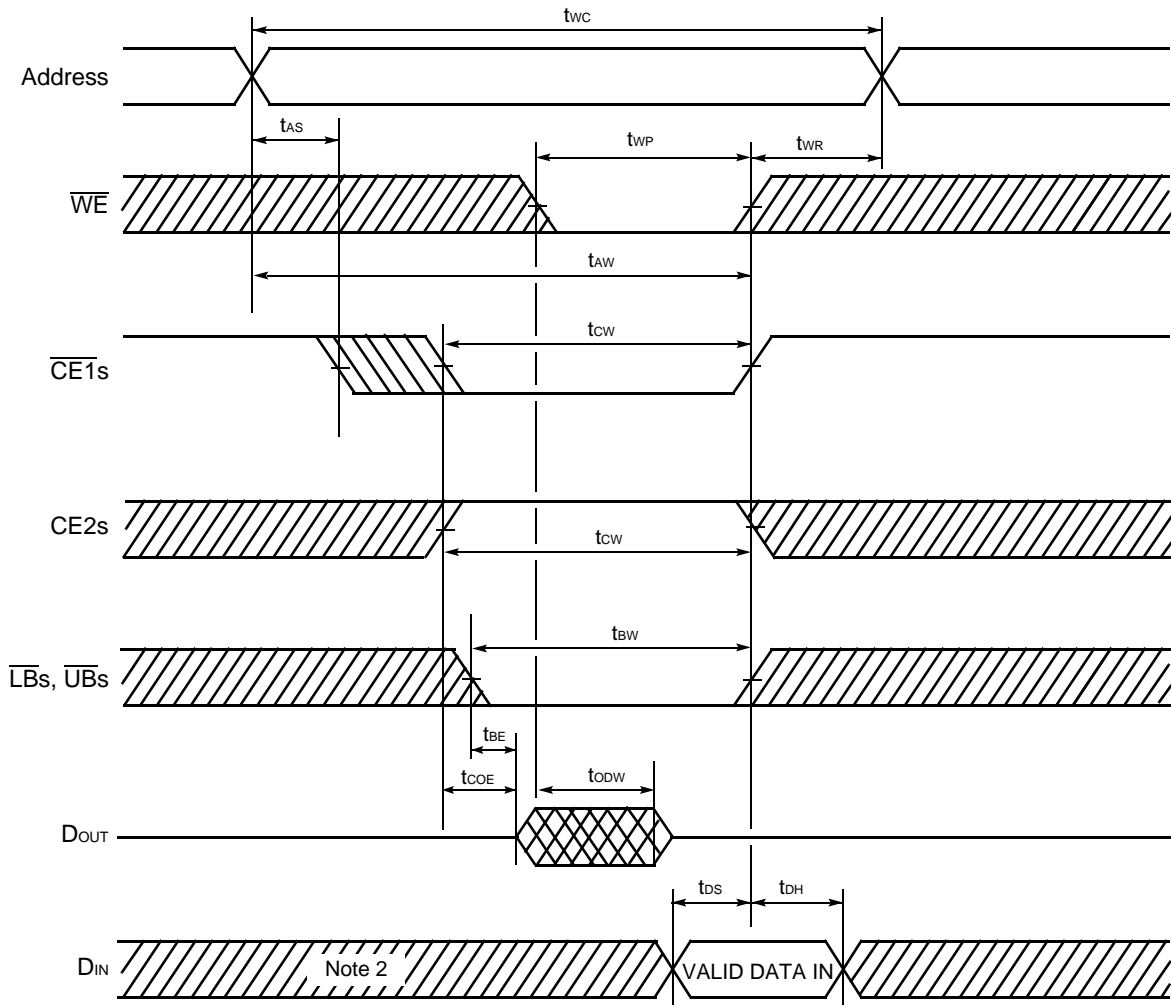 tWC
Address
tAS
tWP
tWR
WE
tAW
tCW
CE1s
CE2s
tCW
tBW
LBs, UBs
tBE
tCOE
tODW
DOUT
tDS
tDH
DIN
Note 2
VALID DATA IN